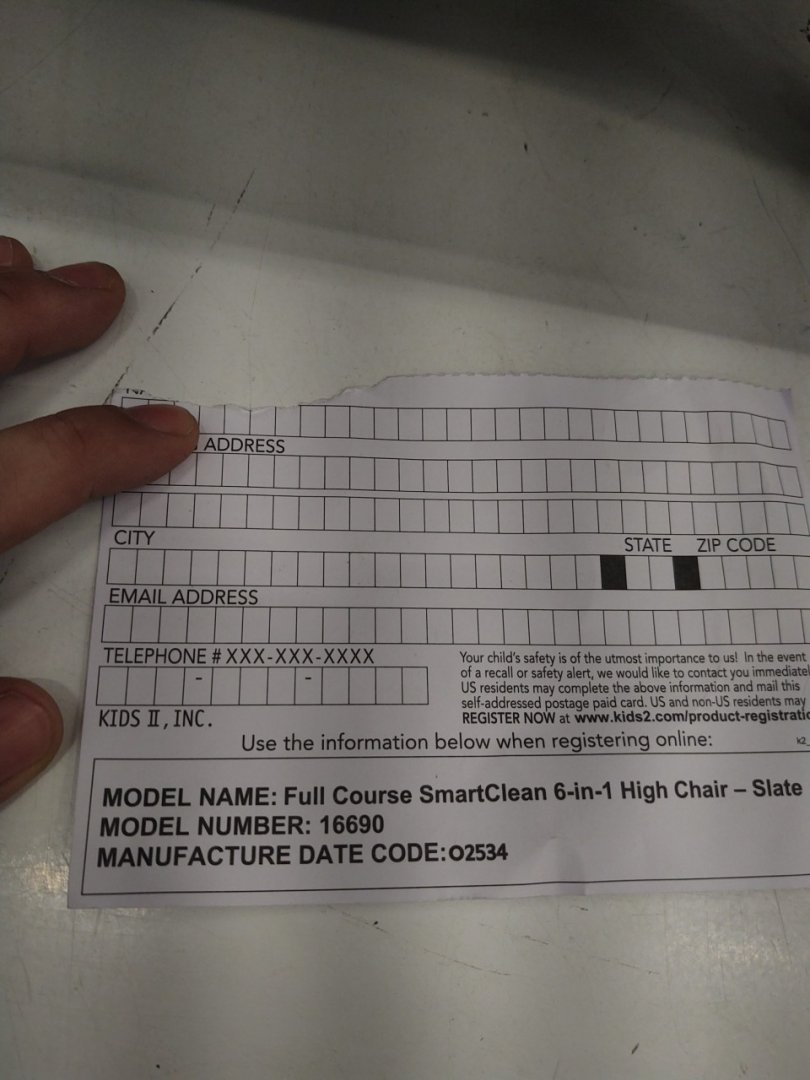 ADDRESS
CITY
STATE ZIP CODE
EMAIL ADDRESS
TELEPHONE # XXX-XXX-XXXX
- -
KIDS II, INC.
Your child's safety is of the utmost importance to us! In the event
of a recall or safety alert, we would like to contact you
US residents may complete the above information and mail this
self-addressed postage paid card. US and non-US residents may
REGISTER NOW at
Use the information below when registering online:
MODEL NAME: Full Course SmartClean 6-in-1 High Chair – Slate
MODEL NUMBER: 16690
MANUFACTURE DATE CODE: O2534